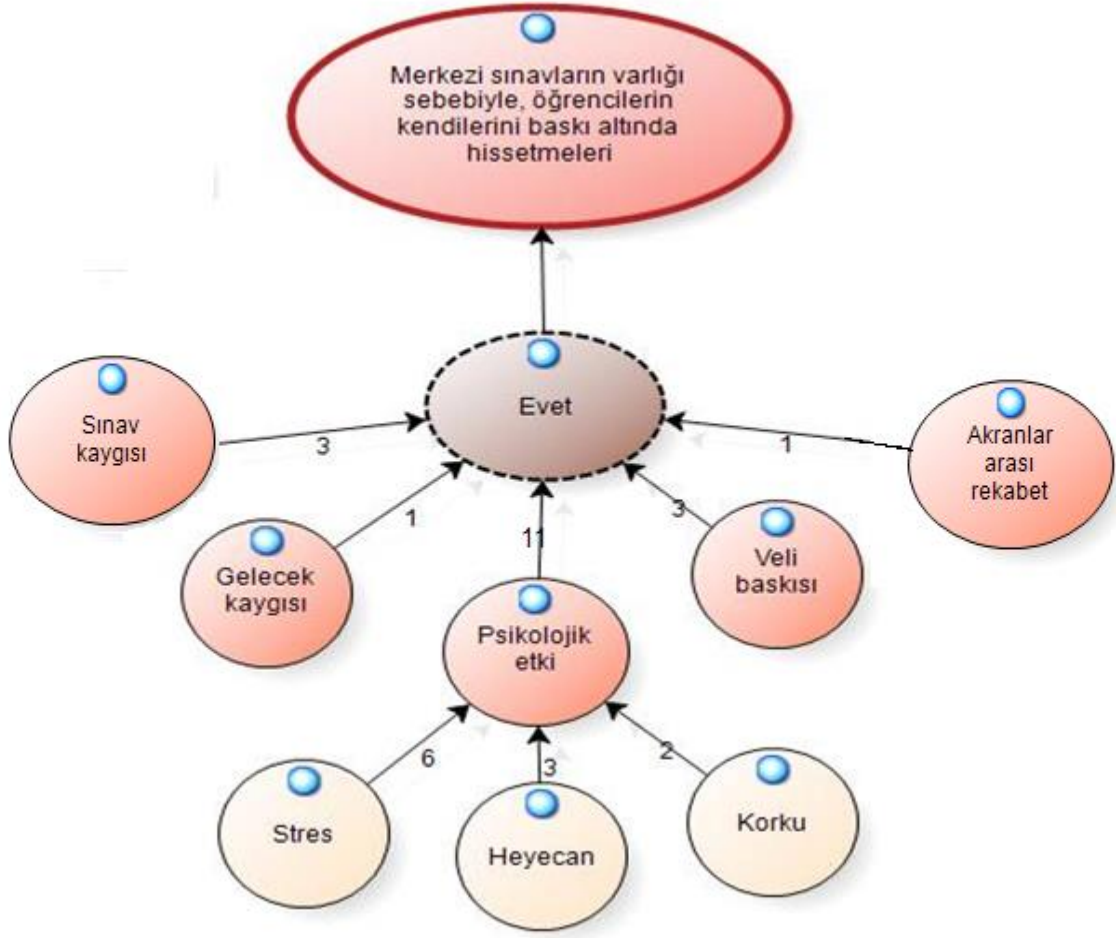 Merkezi sınavların varlığı
sebebiyle, öğrencilerin
kendilerini baskı altında
hissetmeleri
Evet
Sınav
kaygısı
3
Akranlar
arası
rekabet
1
Gelecek
kaygısı
1
11
Veli
baskısı
3
Psikolojik
etki
Stres
6
Heyecan
3
Korku
2